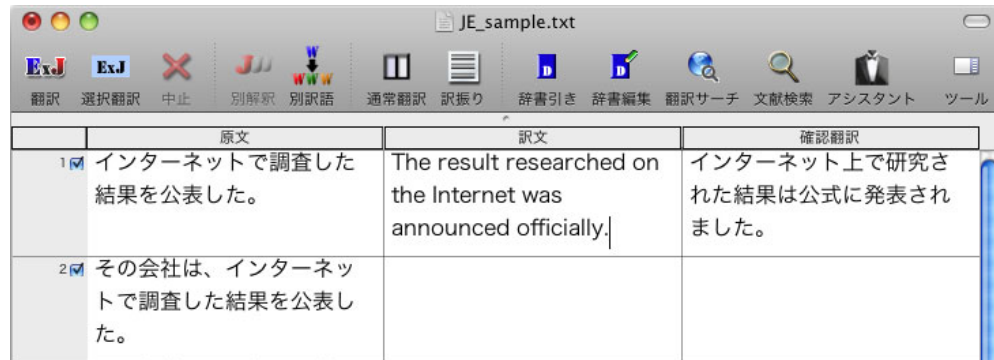 JE_sample.txt
ExJ ExJ J W WWW D D
翻訳 選択翻訳 中止 別解釈 別訳語 通常翻訳 訳振り 辞書引き 辞書編集 翻訳サーチ 文献検索 アシスタント ツール
原文 訳文 確認翻訳
1 インターネットで調査した
結果を公表した。
The result researched on
the Internet was
announced officially.
インターネット上で研究さ
れた結果は公式に発表され
ました。
2 その会社は、インターネッ
トで調査した結果を公表し
た。